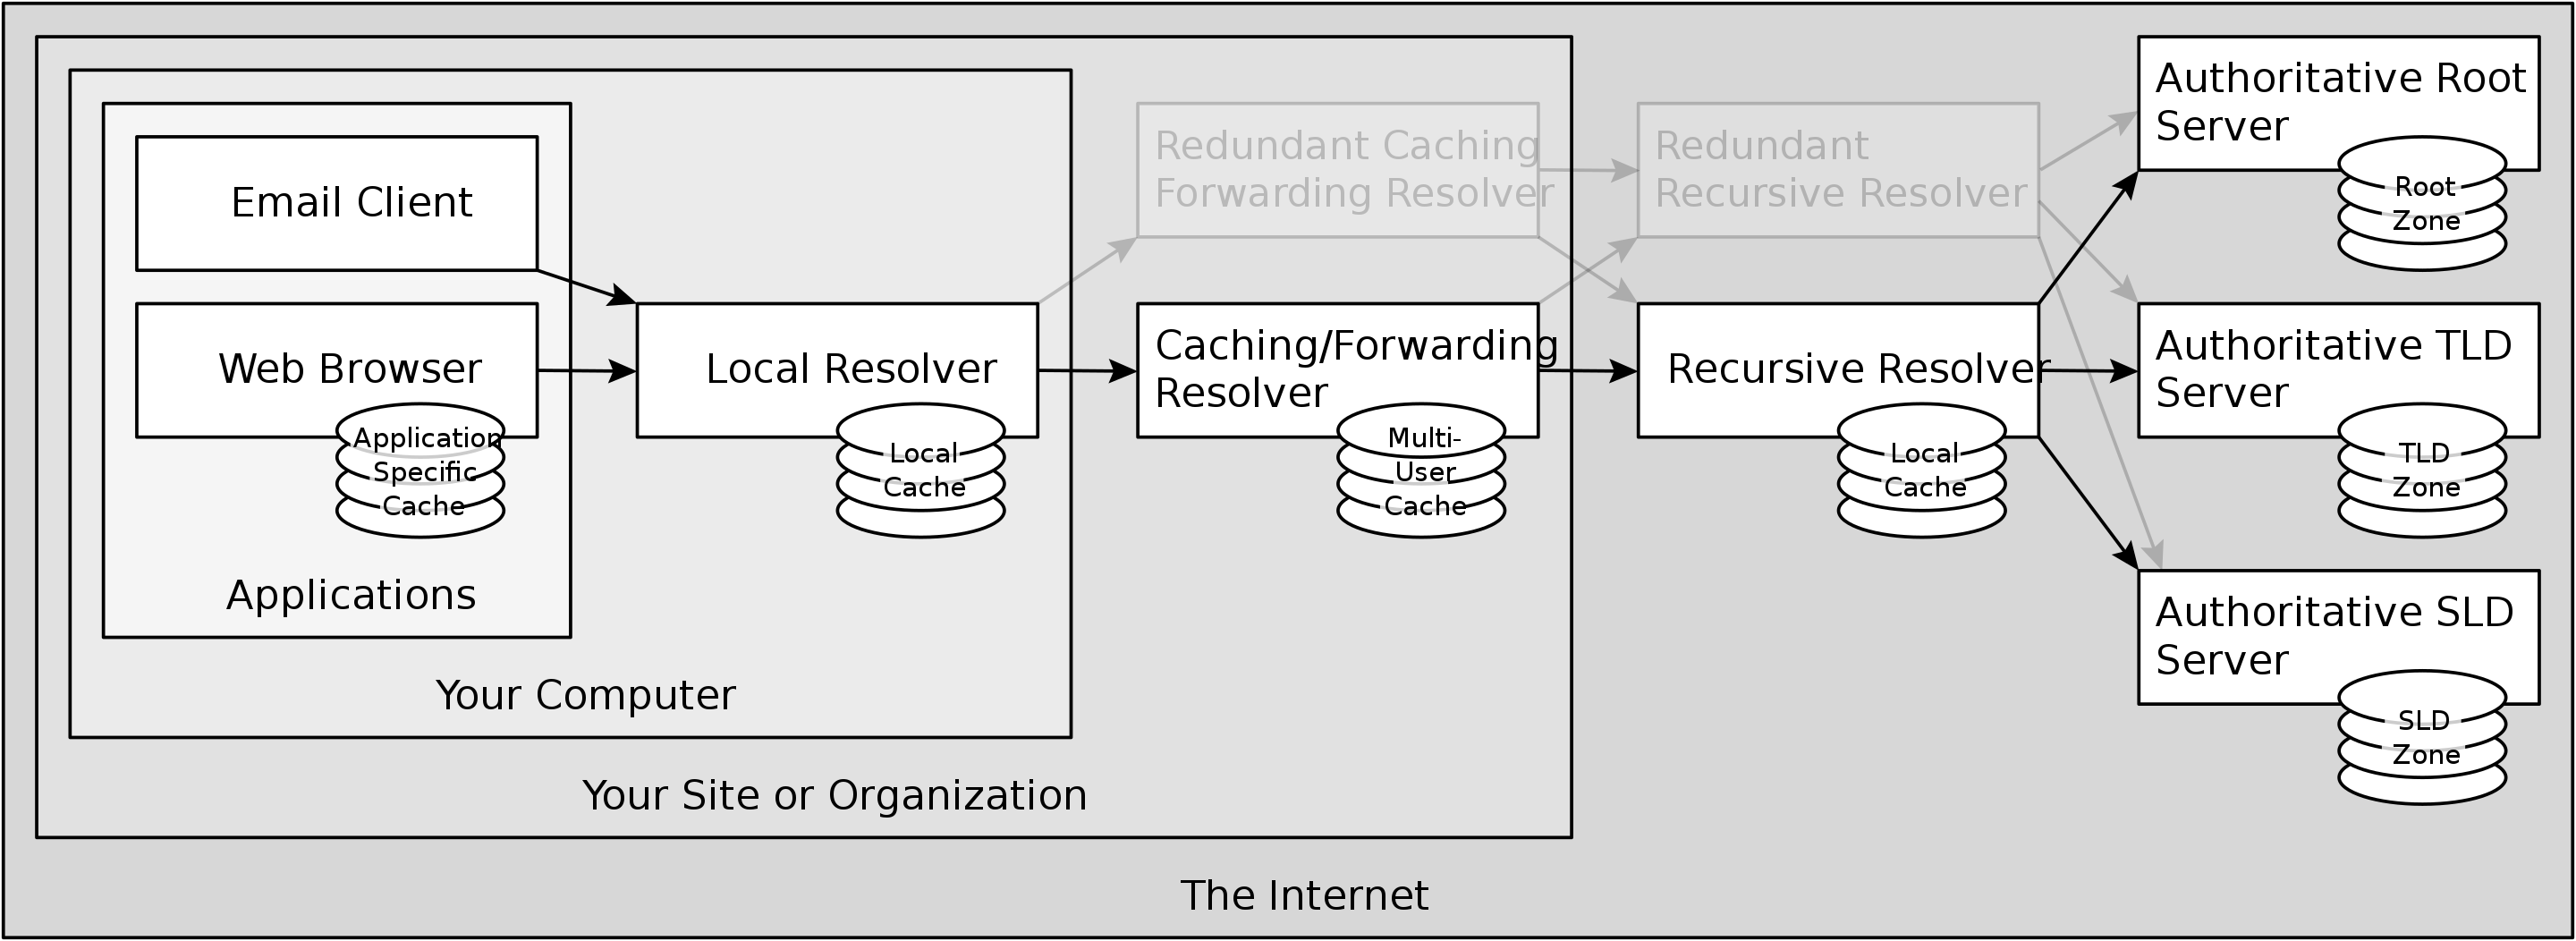 Authoritative Root
Server
Root
Zone
Redundant Caching
Forwarding Resolver
Redundant
Recursive Resolver
Email Client
Web Browser
Application
Specific
Cache
Local Resolver
Local
Cache
Caching/Forwarding
Resolver
Multi-
User
Cache
Recursive Resolver
Local
Cache
Authoritative TLD
Server
TLD
Zone
Authoritative SLD
Server
SLD
Zone
Applications
Your Computer
Your Site or Organization
The Internet